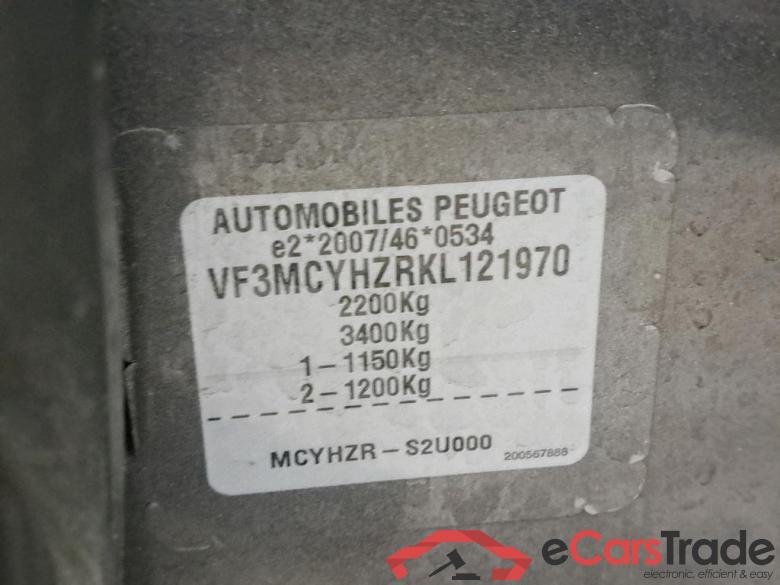 AUTOMOBILES PEUGEOT
e2*2007/46*0534
VF3MCYHZRKL121970
2200Kg
3400Kg
1-1150Kg
2-1200Kg
MCYHZR-S2U000
200567888
eCarsTrade
electronic, efficient & easy